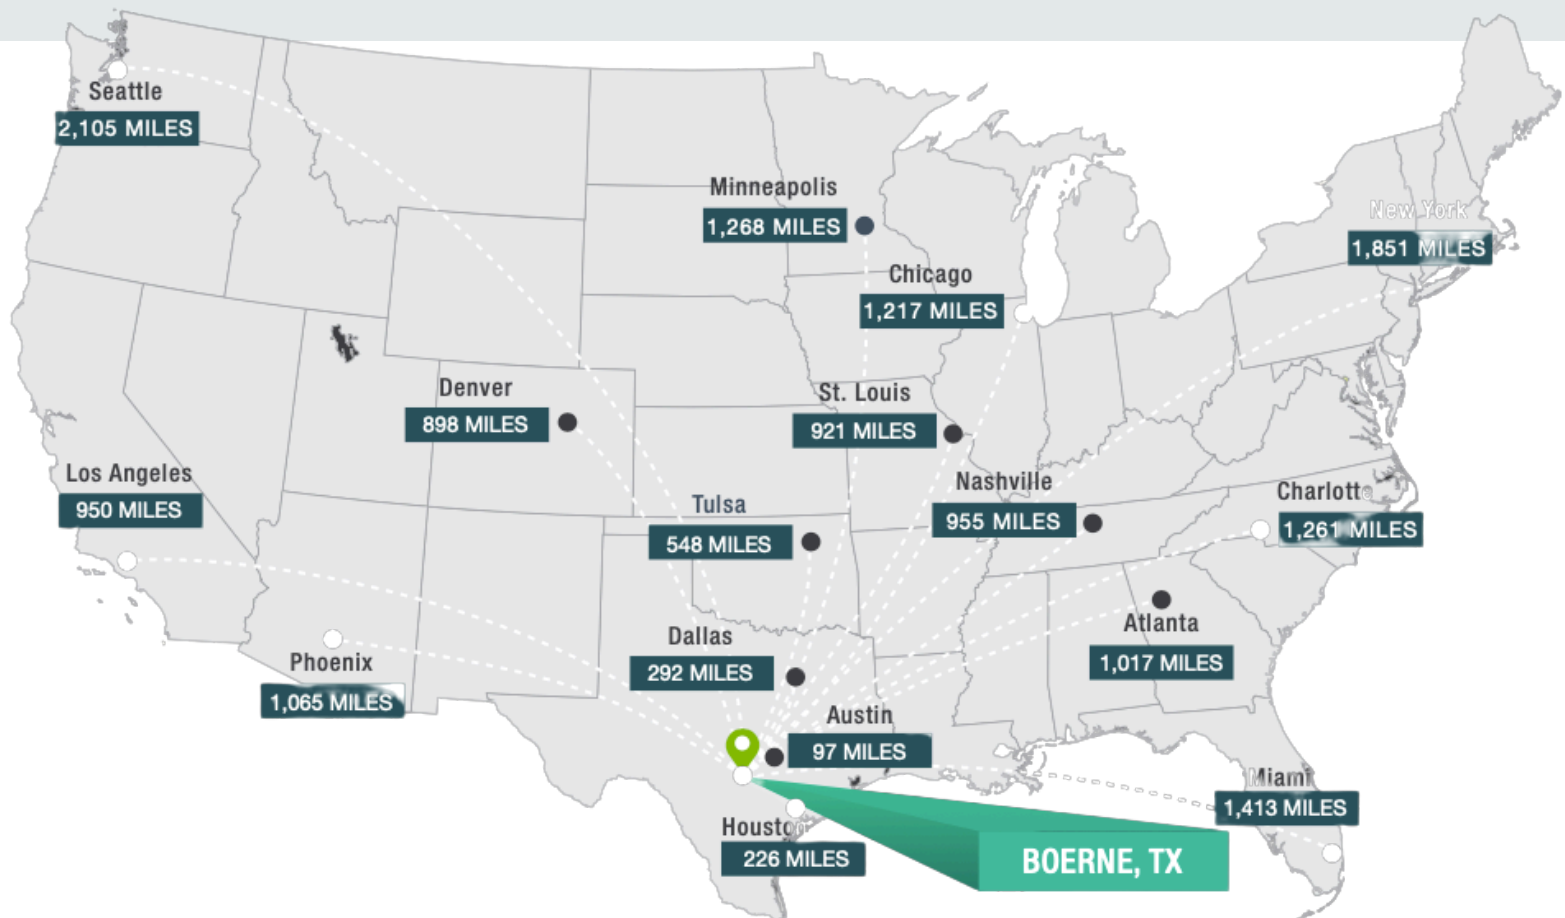 Seattle
2,105 MILES
Minneapolis
1,268 MILES
New York
1,851 MILES
Chicago
1,217 MILES
Denver
898 MILES
St. Louis
921 MILES
Los Angeles
950 MILES
Nashville
955 MILES
Charlotte
1,261 MILES
Tulsa
548 MILES
Atlanta
1,017 MILES
Dallas
292 MILES
Phoenix
1,065 MILES
Austin
97 MILES
Miami
1,413 MILES
Houston
226 MILES
BOERNE, TX